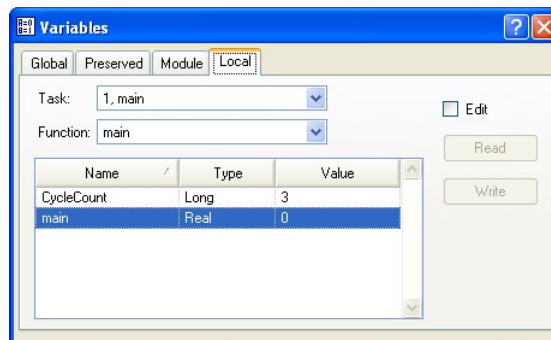 Variables
Global Preserved Module Local
Task: 1, main
Edit
Function: main
Read
Name Type Value
Write
CycleCount Long 3
main Real 0